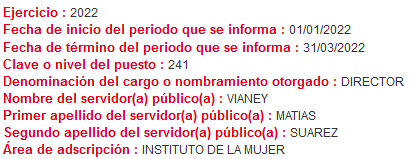 Ejercicio : 2022
Fecha de inicio del periodo que se informa : 01/01/2022
Fecha de término del periodo que se informa : 31/03/2022
Clave o nivel del puesto : 241
Denominación del cargo o nombramiento otorgado : DIRECTOR
Nombre del servidor(a) público(a) : VIANEY
Primer apellido del servidor(a) público(a) : MATIAS
Segundo apellido del servidor(a) público(a) : SUAREZ
Área de adscripción : INSTITUTO DE LA MUJER